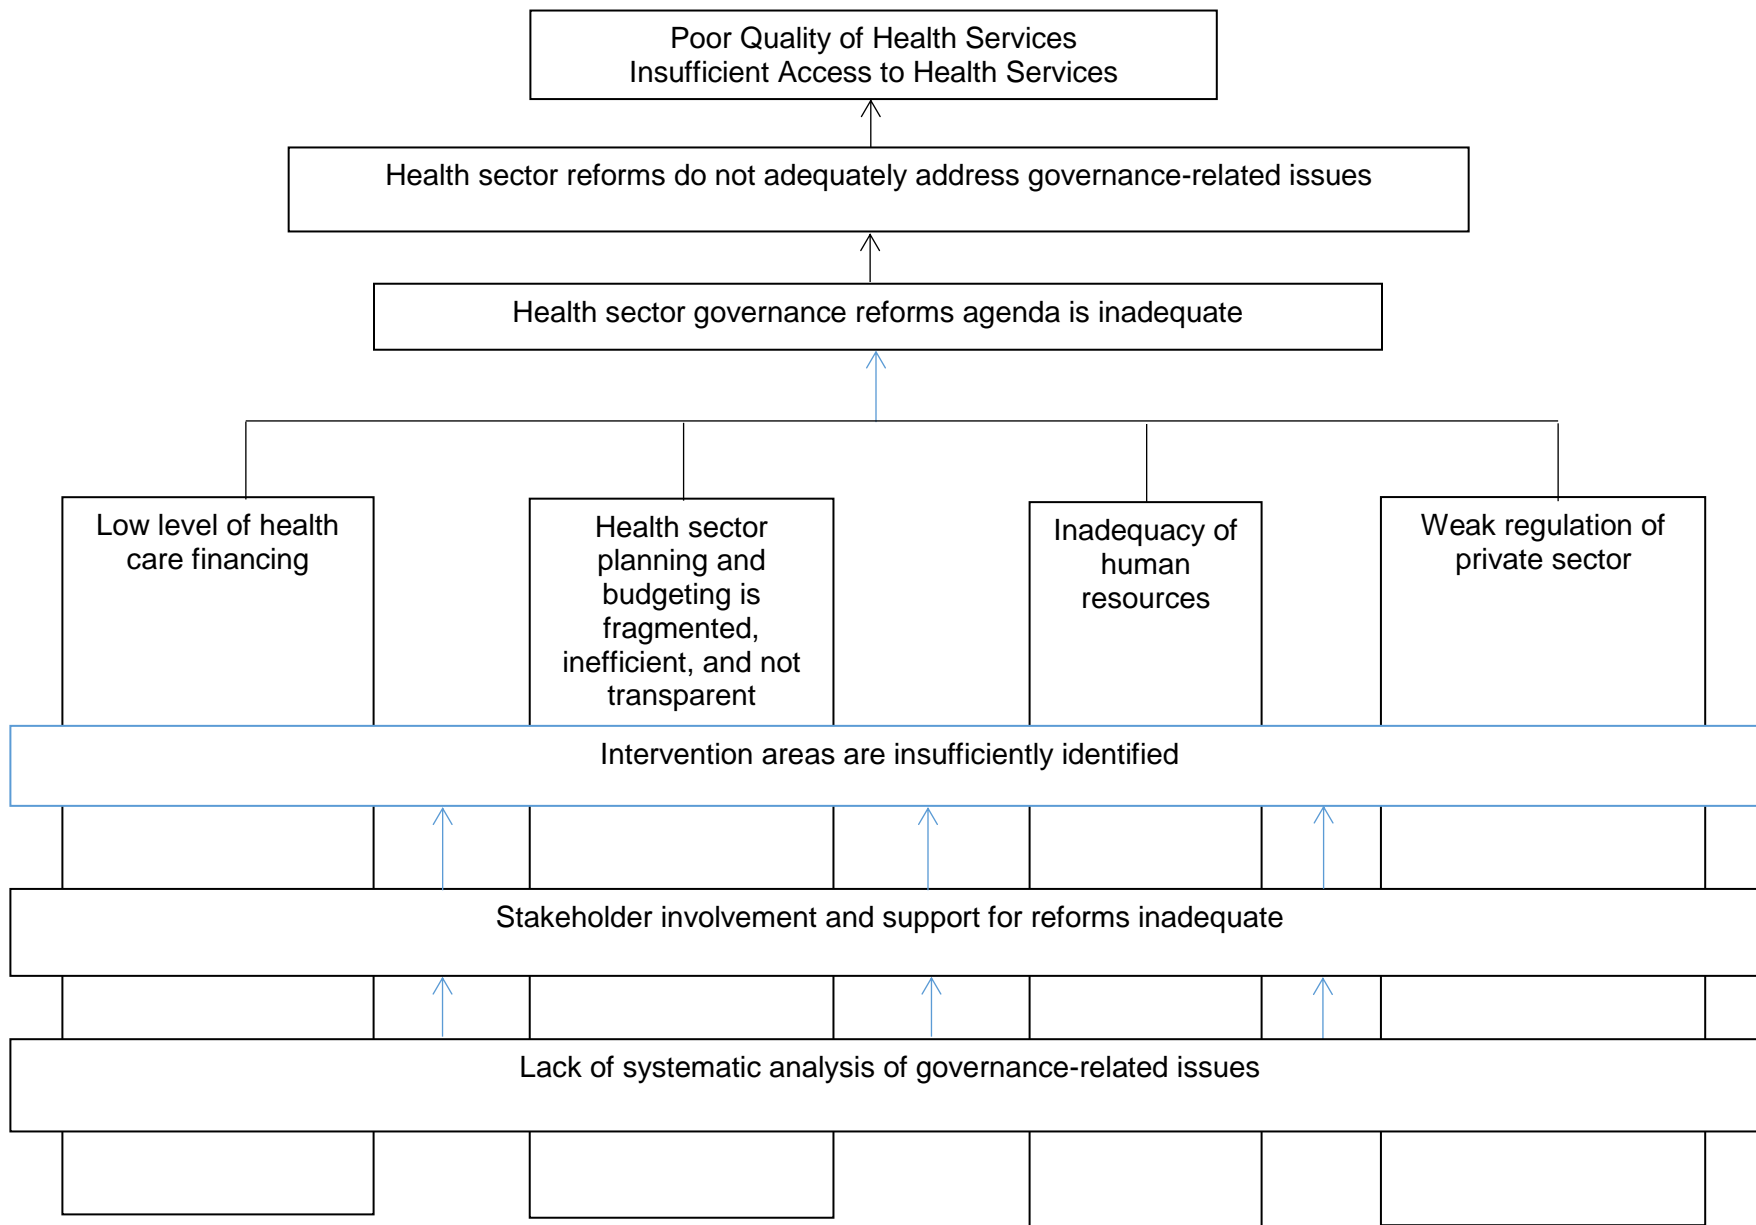 Poor Quality of Health Services
Insufficient Access to Health Services
Health sector reforms do not adequately address governance-related issues
Health sector governance reforms agenda is inadequate
Low level of health
care financing
Health sector
planning and
budgeting is
fragmented,
inefficient, and not
transparent
Inadequacy of
human
resources
Weak regulation of
private sector
Intervention areas are insufficiently identified
Stakeholder involvement and support for reforms inadequate
Lack of systematic analysis of governance-related issues